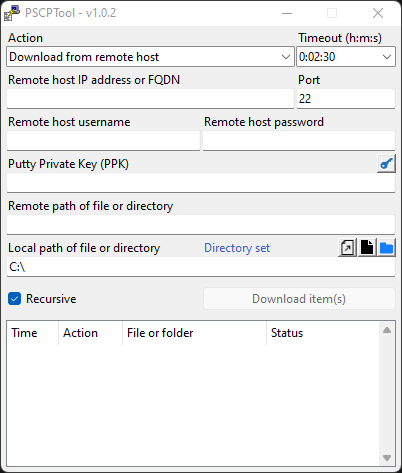 PSCPTool - v1.0.2
Action
Timeout (h:m:s)
Download from remote host
0:02:30
Remote host IP address or FQDN
Port
22
Remote host username
Remote host password
Putty Private Key (PPK)
Remote path of file or directory
Local path of file or directory
Directory set
C:\
Recursive
Download item(s)
Time
Action
File or folder
Status